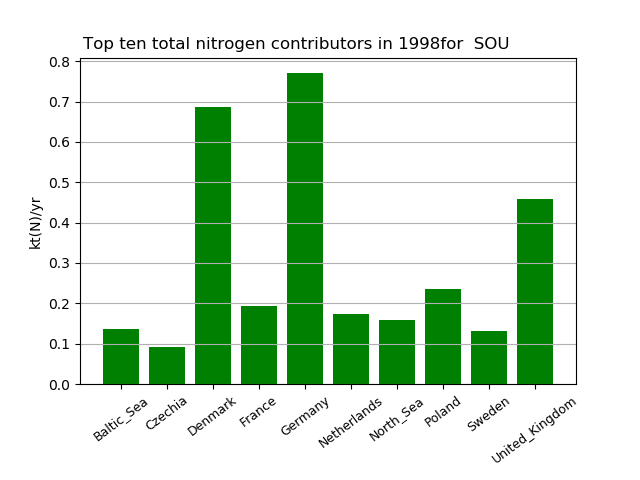 Top ten total nitrogen contributors in 1998for  SOU
kt(N)/yr
0.8
0.7
0.6
0.5
0.4
0.3
0.2
0.1
0.0
Baltic_Sea
Czechia
Denmark
France
Germany
Netherlands
North_Sea
Poland
Sweden
United_Kingdom